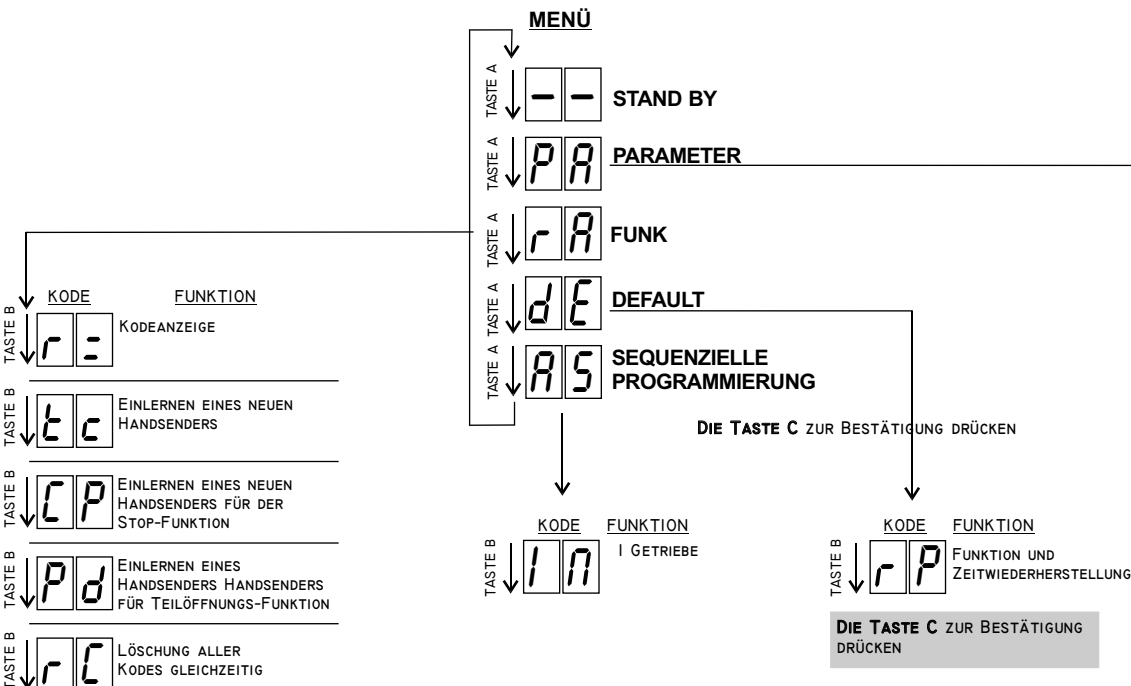 MENÜ
TASTE A
-- STAND BY
TASTE A
PA PARAMETER
TASTE A
rA FUNK
TASTE A
dE DEFAULT
TASTE A
AS SEQUENZIELLE
PROGRAMMIERUNG
DIE TASTE C ZUR BESTÄTIGUNG DRÜCKEN
KODE FUNKTION
TASTE B
r= KODEANZEIGE
TASTE B
tc EINLERNEN EINES NEUEN
HANDSENDERS
TASTE B
CP EINLERNEN EINES NEUEN
HANDSENDERS FÜR DER
STOP-FUNKTION
TASTE B
Pd EINLERNEN EINES
HANDSENDERS HANDSENDERS
FÜR TEILÖFFNUNGS-FUNKTION
TASTE B
rC LÖSCHUNG ALLER
KODES GLEICHZEITIG
KODE FUNKTION
TASTE B
1M I GETRIEBE
KODE FUNKTION
TASTE B
rP FUNKTION UND
ZEITWIEDERHERSTELLUNG
DIE TASTE C ZUR BESTÄTIGUNG
DRÜCKEN